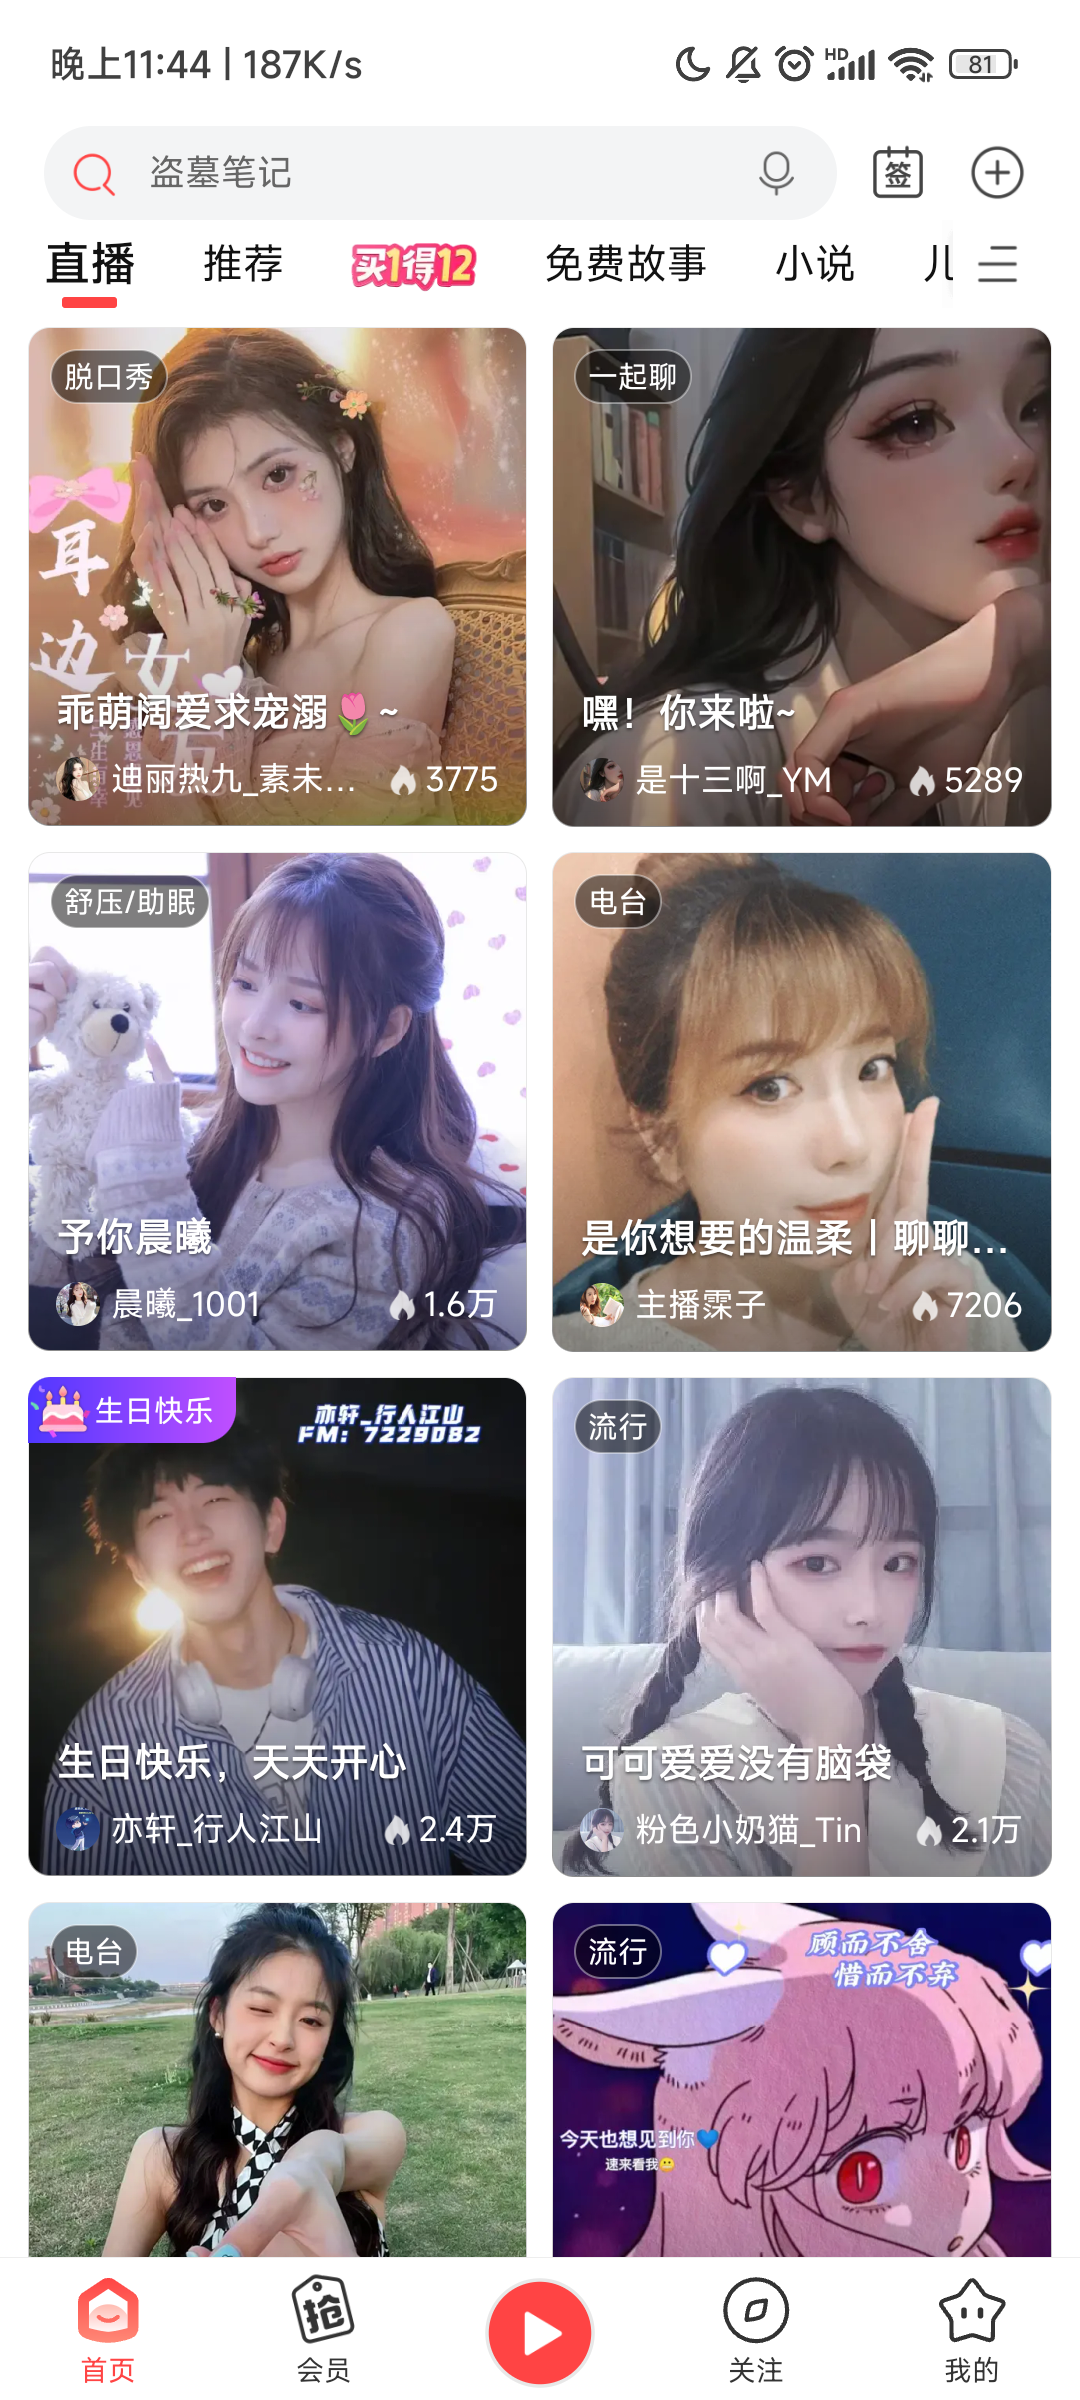 晚上11:44 | 187K/s
HD
81
盗墓笔记
签
直播
推荐
买1得12
免费故事
小说
脱口秀
耳
边
女
乖萌阔爱求宠溺🌷~
迪丽热九_素未...
3775
一起聊
嘿！你来啦~
是十三啊_YM
5289
舒压/助眠
予你晨曦
晨曦_1001
1.6万
电台
是你想要的温柔｜聊聊...
主播霂子
7206
生日快乐
亦轩_行人江山
FM: 7229082
生日快乐，天天开心
亦轩_行人江山
2.4万
流行
可可爱爱没有脑袋
粉色小奶猫_Tin
2.1万
电台
流行
顾而不舍
惜而不弃
今天也想见到你💙
速来看我😬
首页
抢
会员
关注
我的